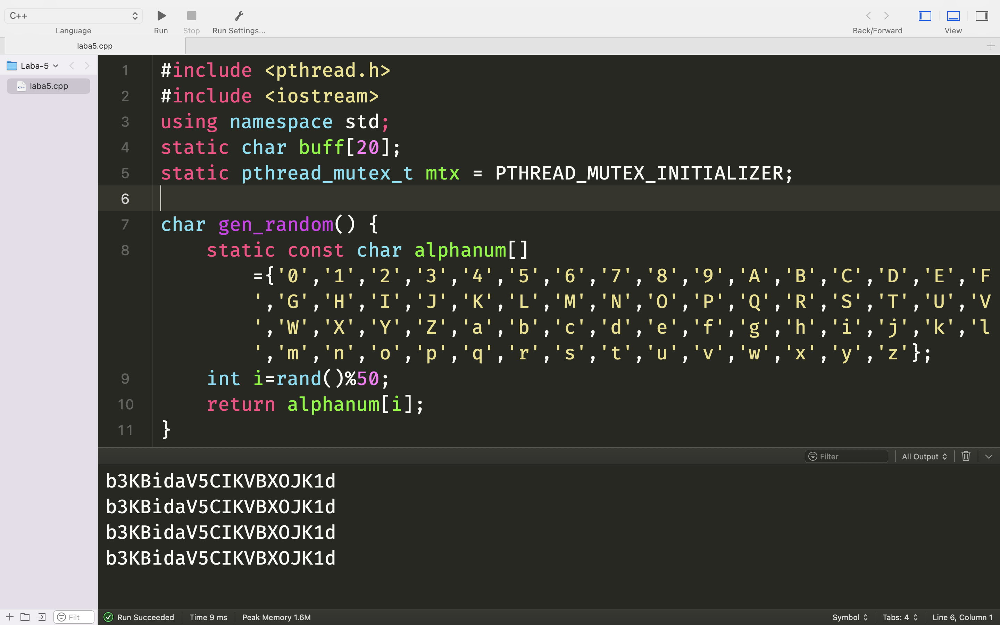 C++
Language
Run
Stop
Run Settings...
Back/Forward
View
laba5.cpp
Laba-5
laba5.cpp
1 #include <pthread.h>
2 #include <iostream>
3 using namespace std;
4 static char buff[20];
5 static pthread_mutex_t mtx = PTHREAD_MUTEX_INITIALIZER;
6
7 char gen_random() {
8 static const char alphanum[]
={'0','1','2','3','4','5','6','7','8','9','A','B','C','D','E','F
','G','H','I','J','K','L','M','N','O','P','Q','R','S','T','U','V
','W','X','Y','Z','a','b','c','d','e','f','g','h','i','j','k','l
','m','n','o','p','q','r','s','t','u','v','w','x','y','z'};
9 int i=rand()%50;
10 return alphanum[i];
11 }
Filter
All Output
b3KBidaV5CIKVBXOJK1d
b3KBidaV5CIKVBXOJK1d
b3KBidaV5CIKVBXOJK1d
b3KBidaV5CIKVBXOJK1d
Filt
Run Succeeded
Time 9 ms
Peak Memory 1.6M
Symbol
Tabs: 4
Line 6, Column 1